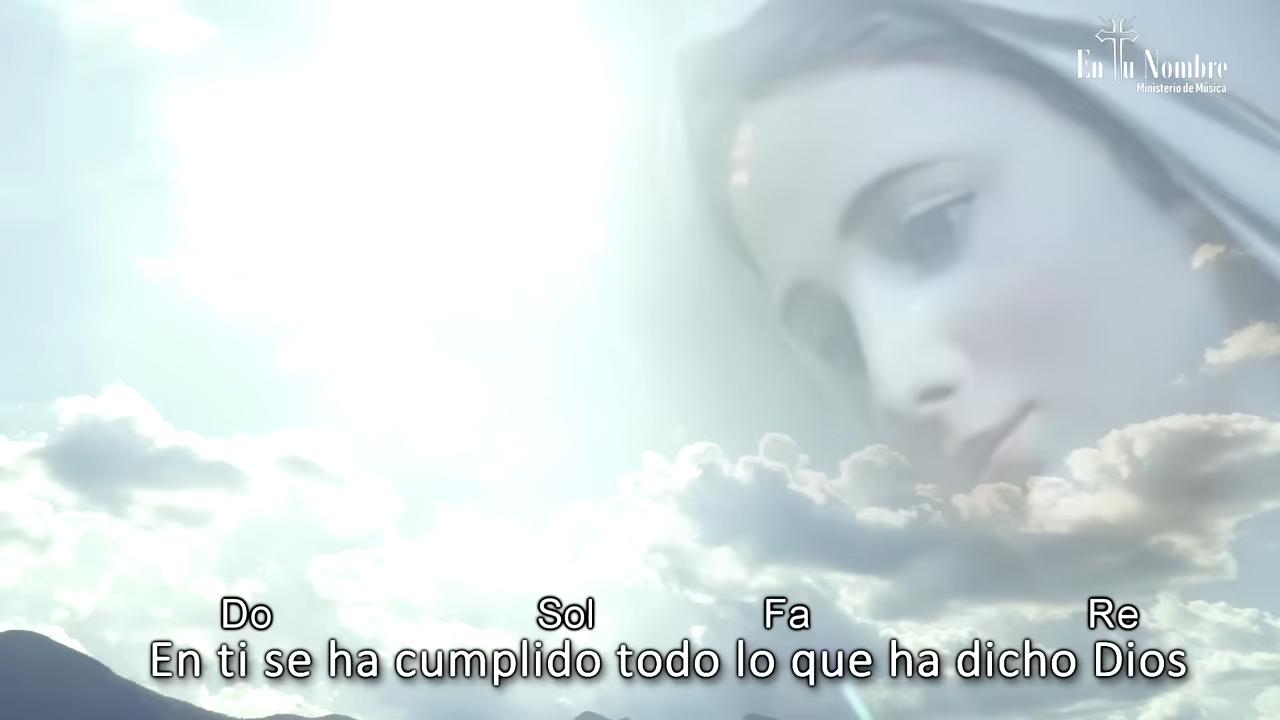 En Tu Nombre
Ministerio de Música
Do Sol Fa Re
En ti se ha cumplido todo lo que ha dicho Dios